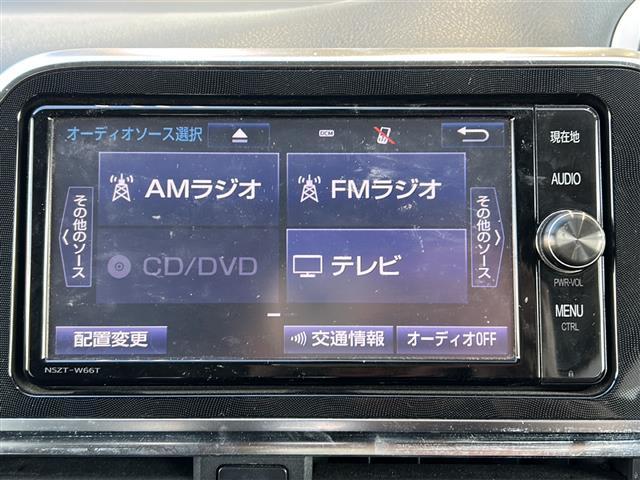 オーディオソース選択
DCM
AMラジオ
FMラジオ
その他のソース
その他のソース
CD/DVD
テレビ
配置変更
交通情報
オーディオOFF
NSZT-W66T
現在地
AUDIO
PWR·VOL
MENU
CTRL